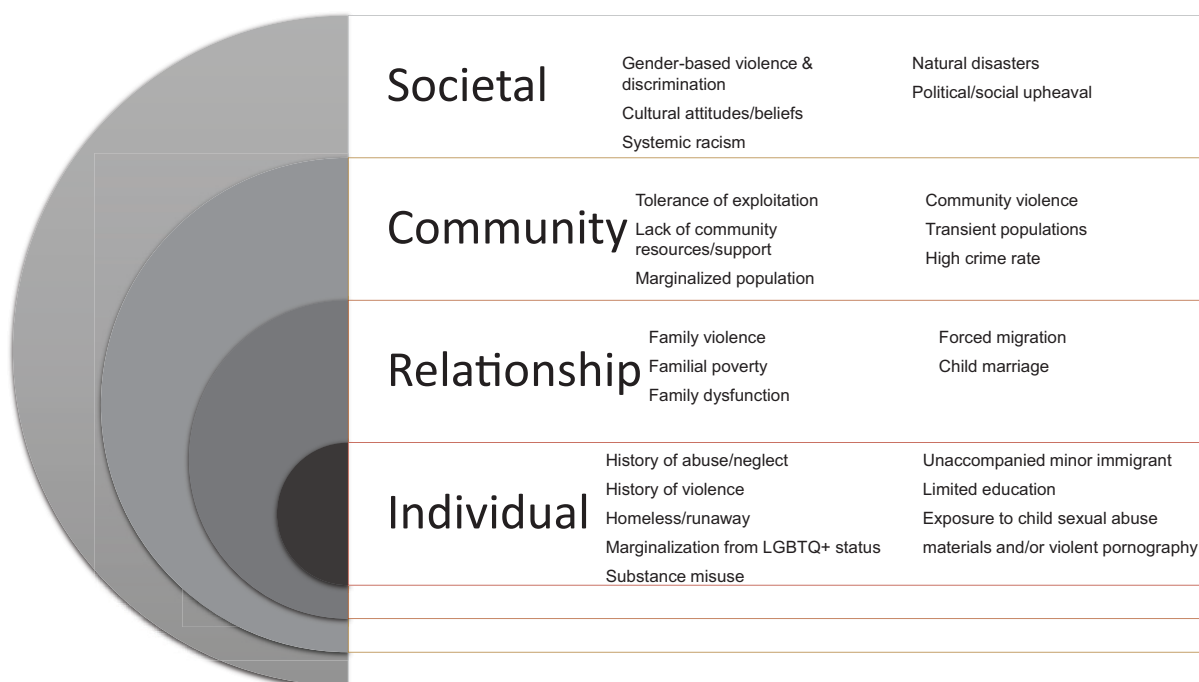 Societal
Gender-based violence &
discrimination
Cultural attitudes/beliefs
Systemic racism
Natural disasters
Political/social upheaval
Community
Tolerance of exploitation
Lack of community
resources/support
Marginalized population
Community violence
Transient populations
High crime rate
Relationship
Family violence
Familial poverty
Family dysfunction
Forced migration
Child marriage
Individual
History of abuse/neglect
History of violence
Homeless/runaway
Marginalization from LGBTQ+ status
Substance misuse
Unaccompanied minor immigrant
Limited education
Exposure to child sexual abuse
materials and/or violent pornography